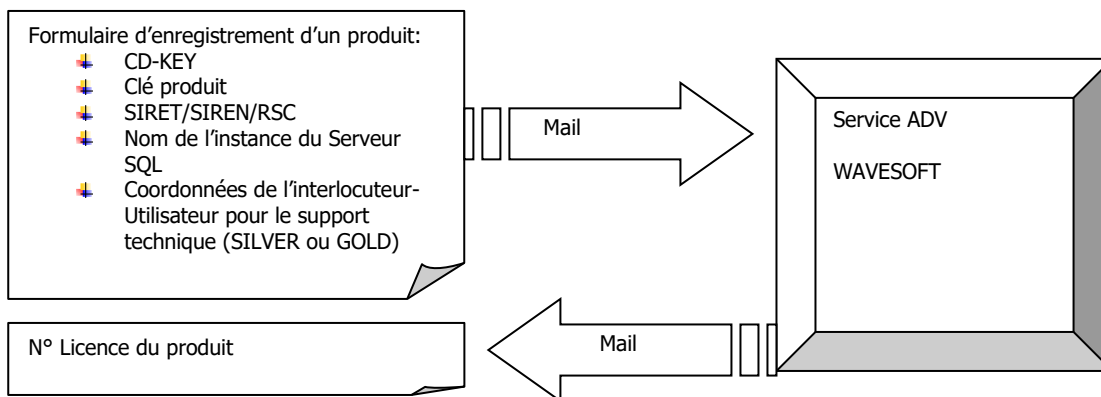 Formulaire d'enregistrement d'un produit:
CD-KEY
Clé produit
SIRET/SIREN/RSC
Nom de l'instance du Serveur
SQL
Coordonnées de l'interlocuteur-
Utilisateur pour le support
technique (SILVER ou GOLD)
Mail
Service ADV
WAVESOFT
N° Licence du produit
Mail